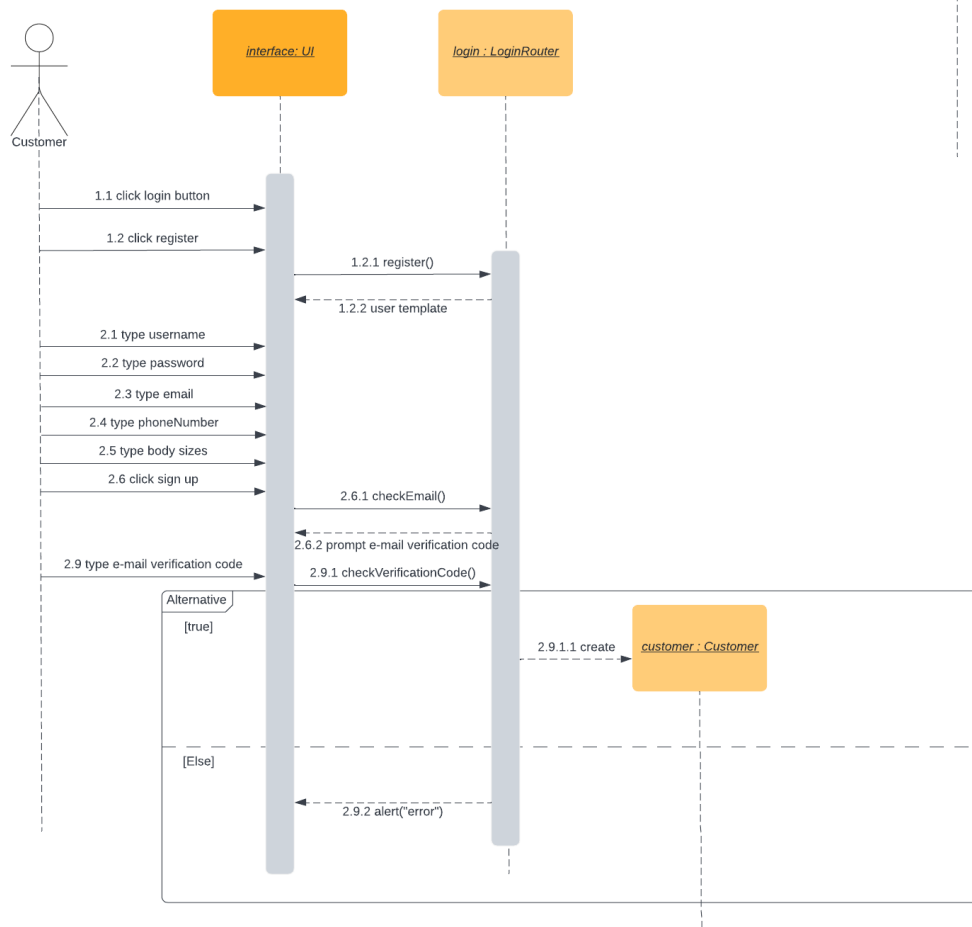 interface: UI
login : LoginRouter
Customer
1.1 click login button
1.2 click register
1.2.1 register()
1.2.2 user template
2.1 type username
2.2 type password
2.3 type email
2.4 type phoneNumber
2.5 type body sizes
2.6 click sign up
2.6.1 checkEmail()
2.6.2 prompt e-mail verification code
2.9 type e-mail verification code
2.9.1 checkVerificationCode()
Alternative
[true]
2.9.1.1 create
customer : Customer
[Else]
2.9.2 alert("error")